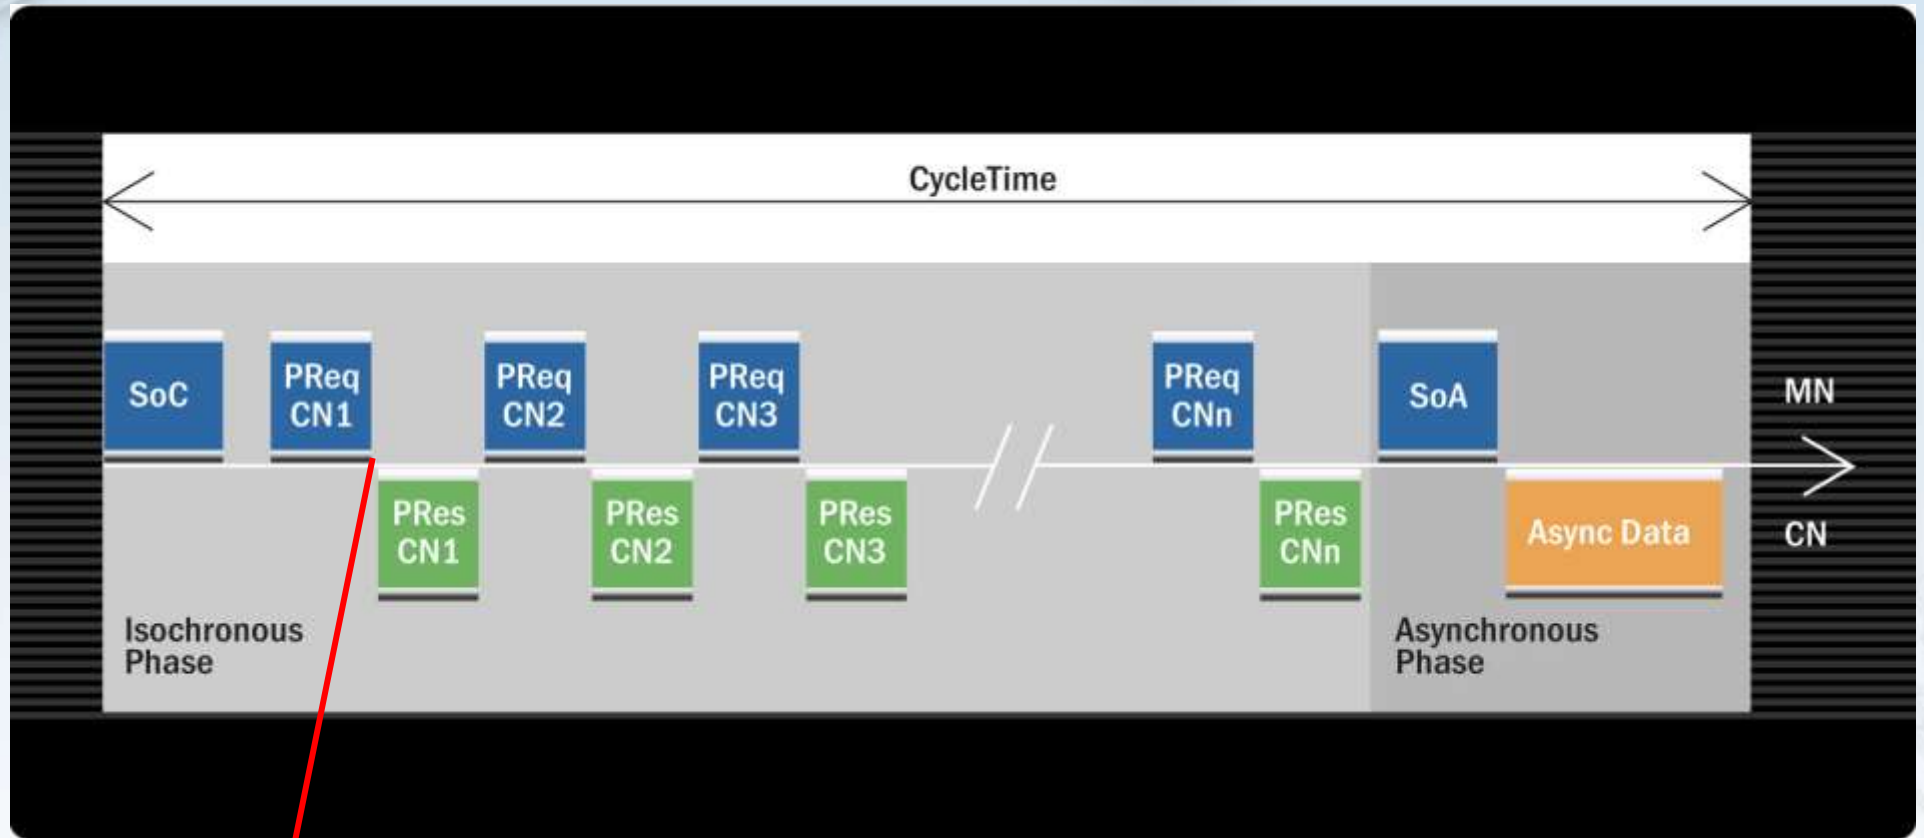 CycleTime
SoC
PReq
CN1
PReq
CN2
PReq
CN3
PReq
CNn
SoA
MN
PRes
CN1
PRes
CN2
PRes
CN3
PRes
CNn
Async Data
CN
Isochronous
Phase
Asynchronous
Phase